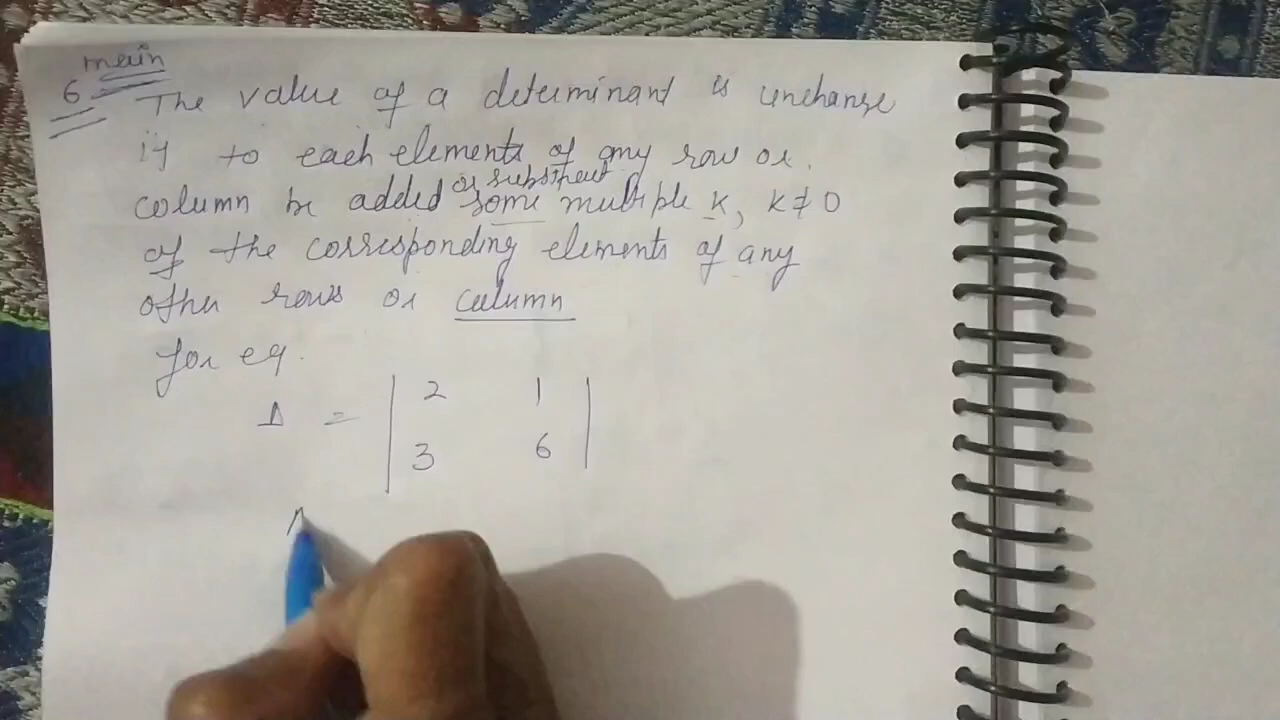 main
6 The value of a determinant is unchange
if to each elements of any row or
column be added or substract some multiple k, k ≠ 0
of the corresponding elements of any
other rows or column
for eg.
Δ = | 2 1 |
| 3 6 |